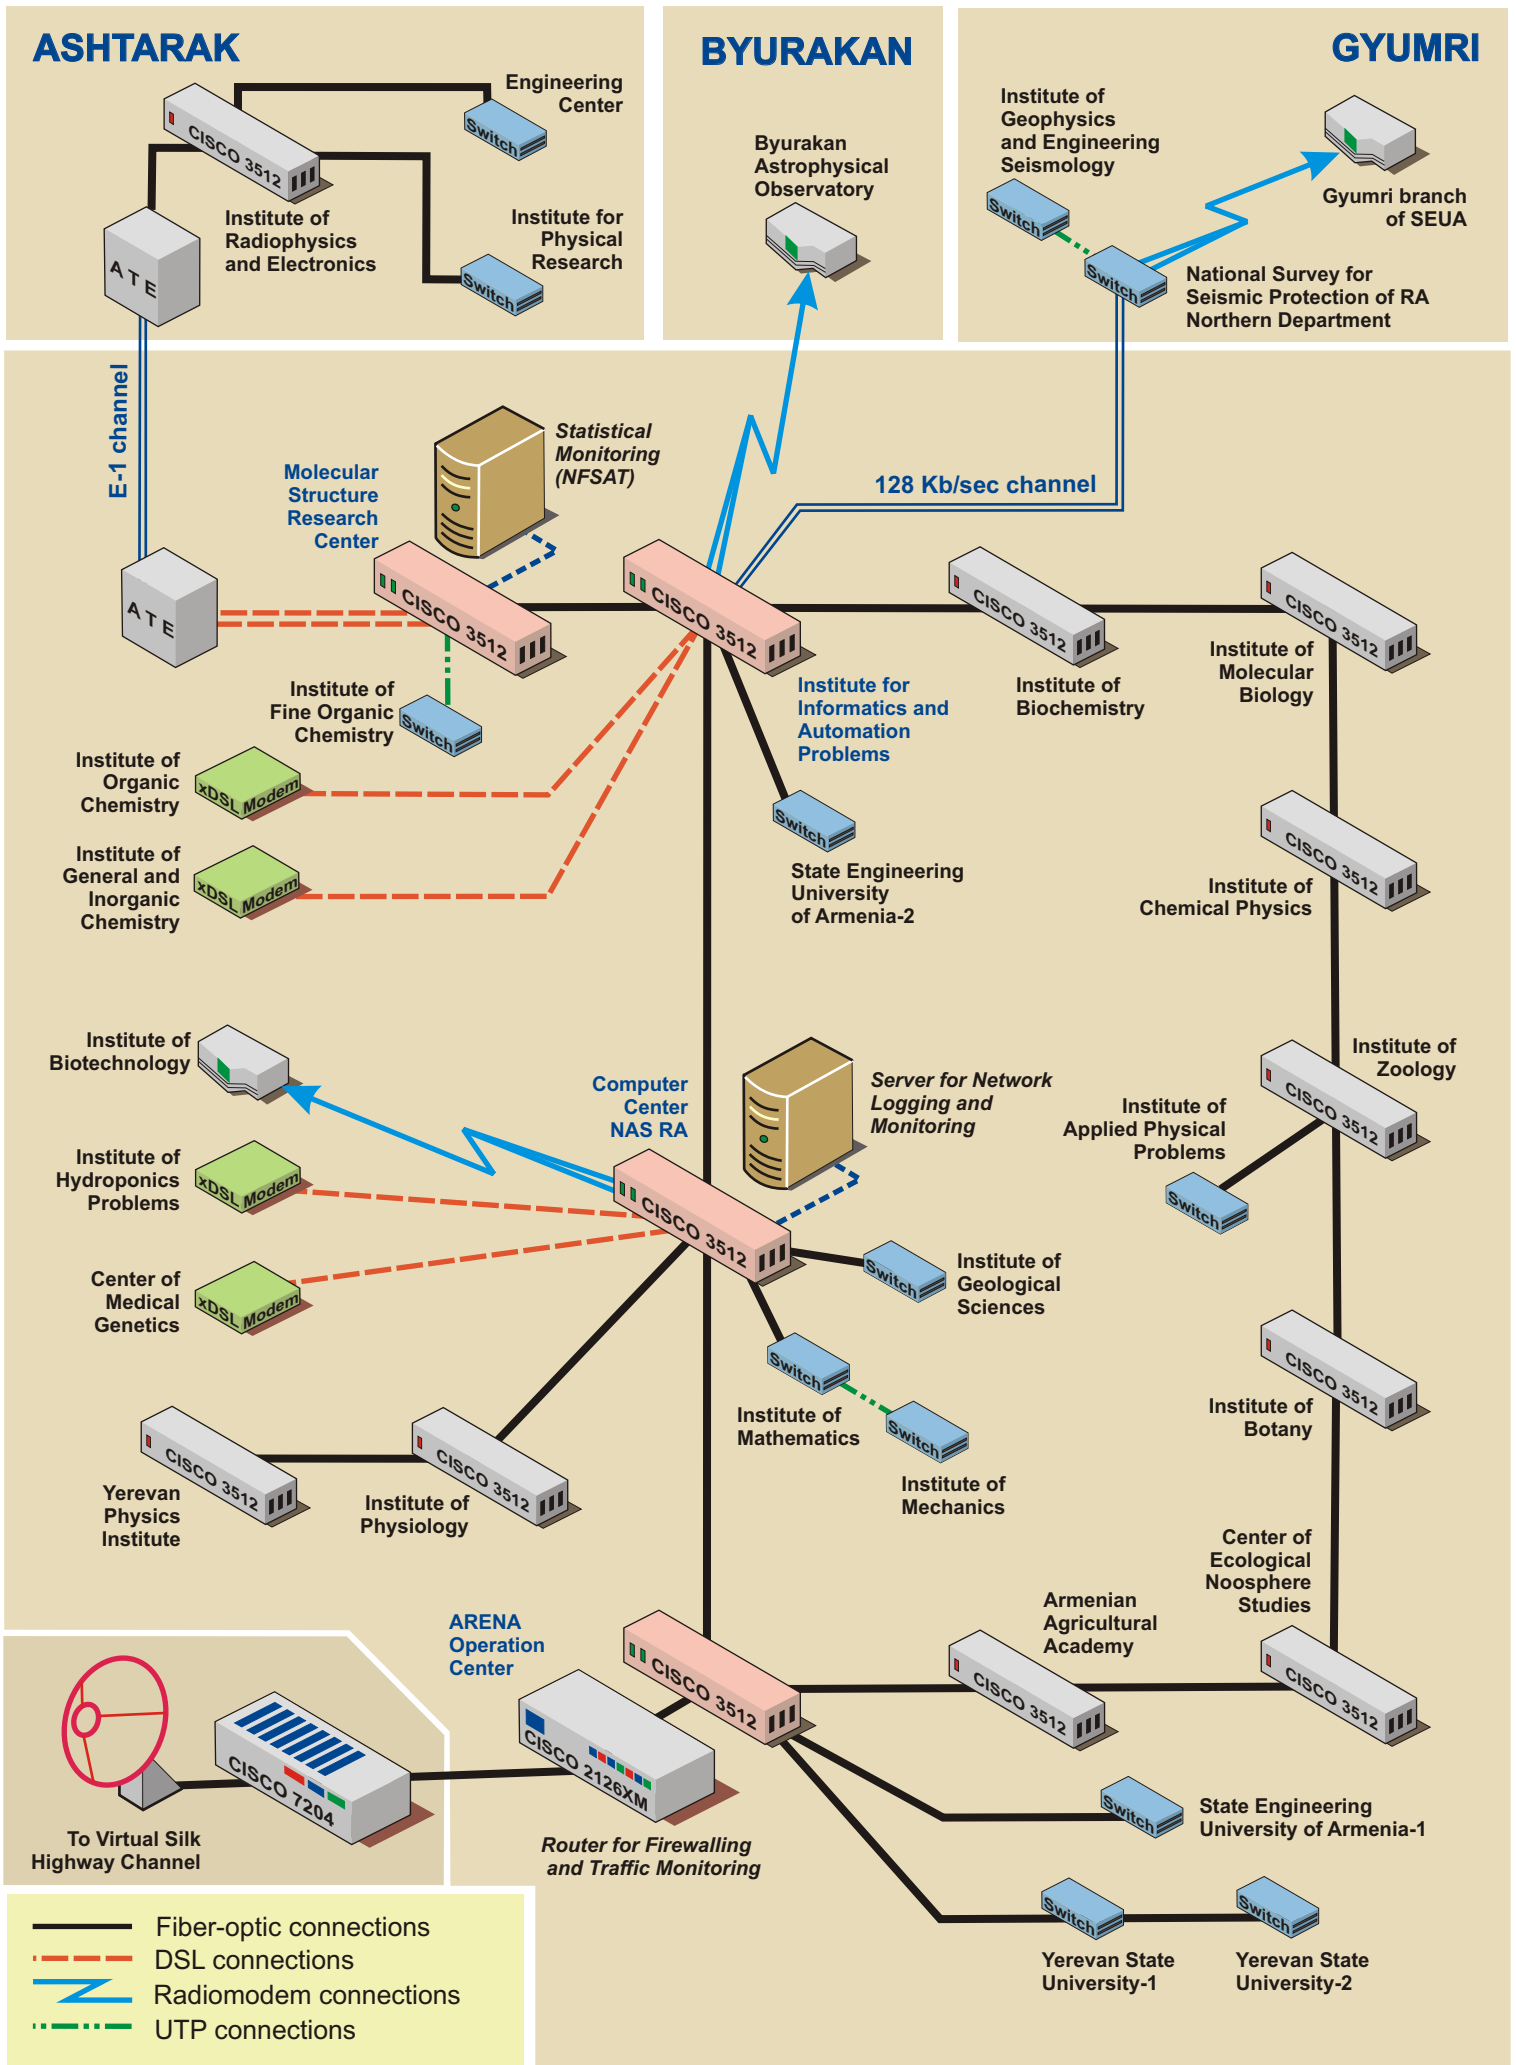 ASHTARAK
Engineering
Center
Switch
CISCO 3512
Institute of
Radiophysics
and Electronics
Institute for
Physical
Research
Switch
A T E
BYURAKAN
Byurakan
Astrophysical
Observatory
GYUMRI
Institute of
Geophysics
and Engineering
Seismology
Switch
Gyumri branch
of SEUA
Switch
National Survey for
Seismic Protection of RA
Northern Department
E-1 channel
128 Kb/sec channel
Statistical
Monitoring
(NFSAT)
Molecular
Structure
Research
Center
A T E
CISCO 3512
CISCO 3512
CISCO 3512
CISCO 3512
Institute of
Fine Organic
Chemistry
Switch
Institute for
Informatics and
Automation
Problems
Institute of
Biochemistry
Institute of
Molecular
Biology
Institute of
Organic
Chemistry
xDSL Modem
Institute of
General and
Inorganic
Chemistry
xDSL Modem
Switch
State Engineering
University
of Armenia-2
CISCO 3512
Institute of
Chemical Physics
Institute of
Biotechnology
Computer
Center
NAS RA
Server for Network
Logging and
Monitoring
CISCO 3512
Institute of
Zoology
Institute of
Applied Physical
Problems
Switch
Institute of
Hydroponics
Problems
xDSL Modem
CISCO 3512
Center of
Medical
Genetics
xDSL Modem
Switch
Institute of
Geological
Sciences
Switch
Institute of
Mathematics
Switch
Institute of
Mechanics
CISCO 3512
Institute of
Botany
CISCO 3512
Yerevan
Physics
Institute
CISCO 3512
Institute of
Physiology
Center of
Ecological
Noosphere
Studies
Armenian
Agricultural
Academy
ARENA
Operation
Center
CISCO 3512
CISCO 3512
CISCO 3512
CISCO 7204
CISCO 2126XM
To Virtual Silk
Highway Channel
Router for Firewalling
and Traffic Monitoring
Switch
State Engineering
University of Armenia-1
Switch
Switch
Yerevan State
University-1
Yerevan State
University-2
Fiber-optic connections
DSL connections
Radiomodem connections
UTP connections